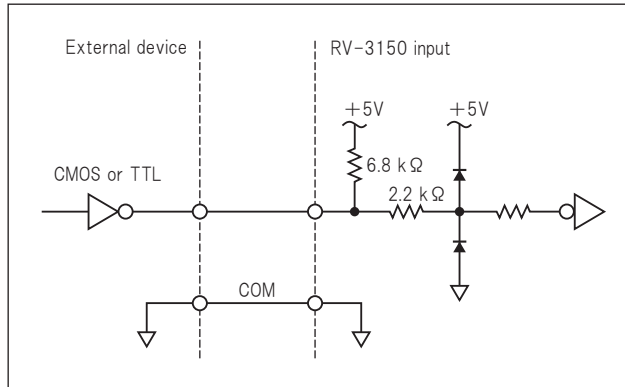 External device
RV-3150 input
+5V
+5V
6.8 kΩ
CMOS or TTL
2.2 kΩ
COM